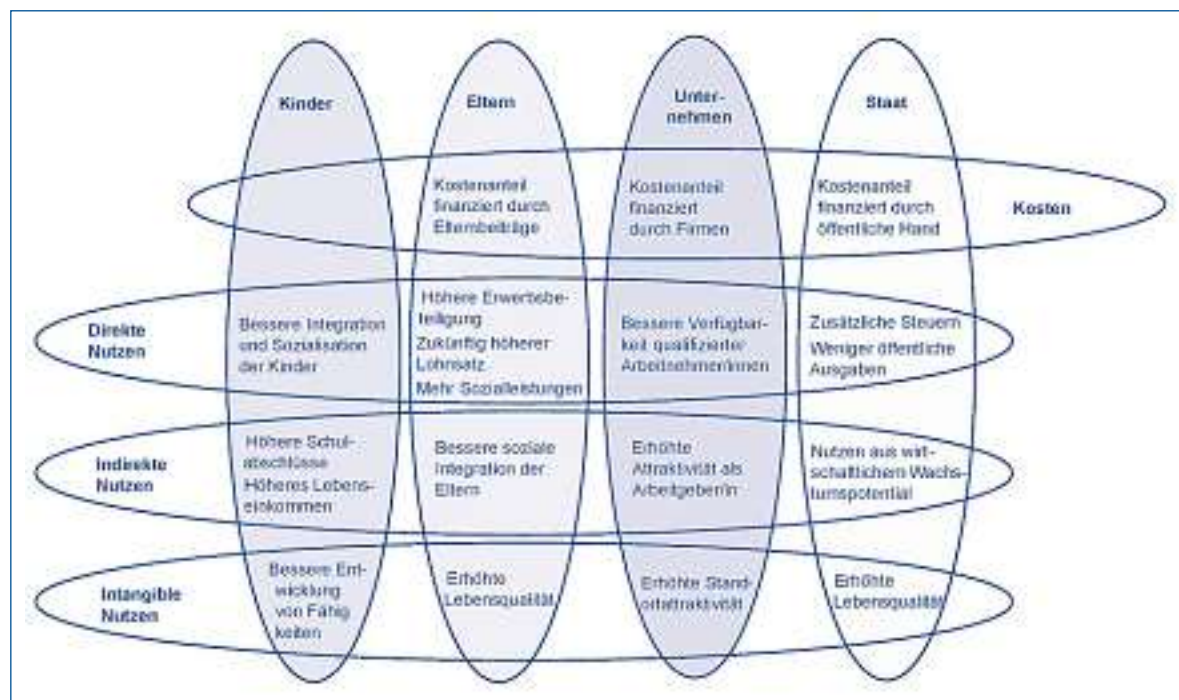 Kinder
Eltern
Unter-
nehmen
Staat
Kostenanteil
finanziert durch
Elternbeiträge
Kostenanteil
finanziert
durch Firmen
Kostenanteil
finanziert durch
öffentliche Hand
Kosten
Direkte
Nutzen
Bessere Integration
und Sozialisation
der Kinder
Höhere Erwerbsbe-
teiligung
Zukünftig höherer
Lohnsatz
Mehr Sozialleistungen
Bessere Verfügbar-
keit qualifizierter
Arbeitnehmer/innen
Zusätzliche Steuern
Weniger öffentliche
Ausgaben
Indirekte
Nutzen
Höhere Schul-
abschlüsse
Höheres Lebens-
einkommen
Bessere soziale
Integration der
Eltern
Erhöhte
Attraktivität als
Arbeitgeber/in
Nutzen aus wirt-
schaftlichem Wachs-
tumspotential
Intangible
Nutzen
Bessere Ent-
wicklung
von Fähig
keiten
Erhöhte
Lebensqualität
Erhöhte Stand-
ortattraktivität
Erhöhte
Lebensqualität